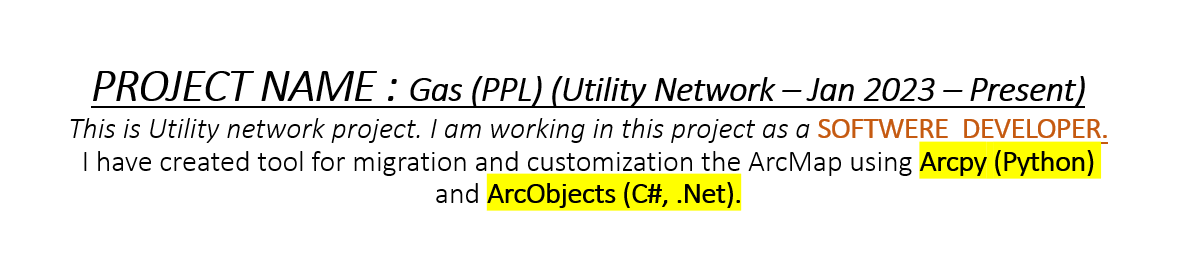 PROJECT NAME : Gas (PPL) (Utility Network – Jan 2023 – Present)
This is Utility network project. I am working in this project as a SOFTWERE DEVELOPER.
I have created tool for migration and customization the ArcMap using Arcpy (Python)
and ArcObjects (C#, .Net).